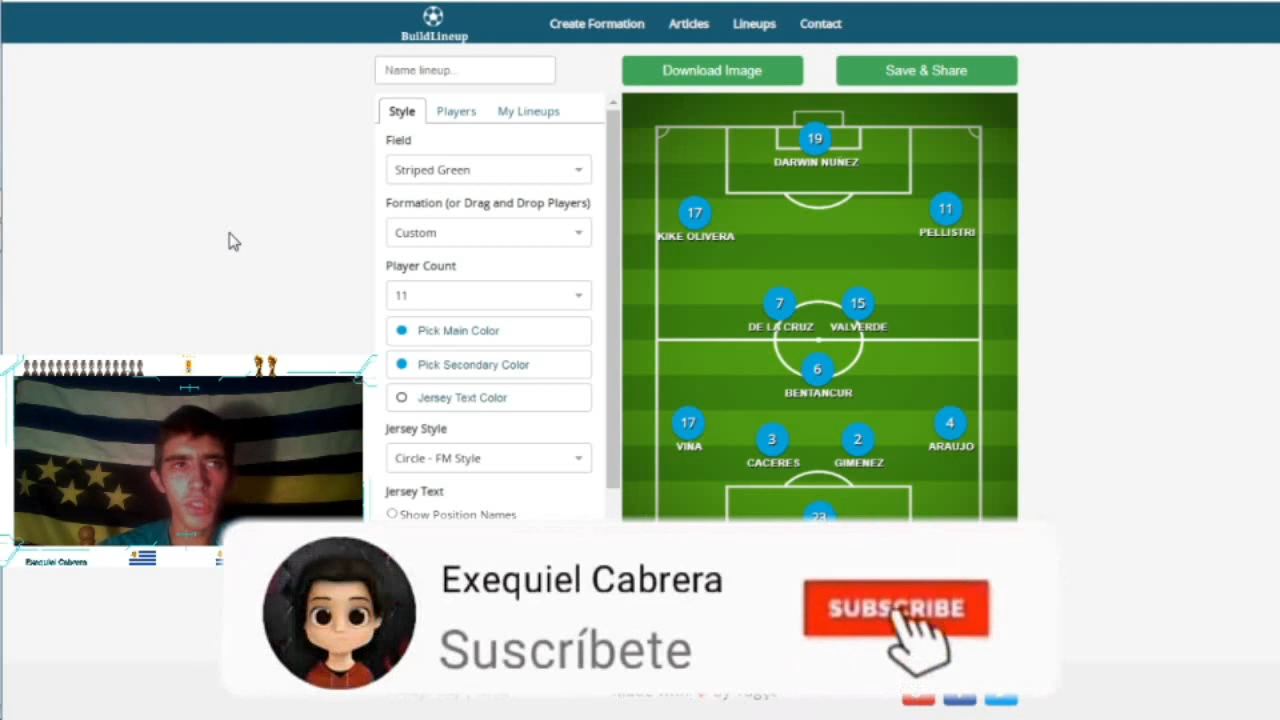 BuildLineup
Create Formation
Articles
Lineups
Contact
Name lineup...
Download Image
Save & Share
Style
Players
My Lineups
Field
Striped Green
Formation (or Drag and Drop Players)
Custom
Player Count
11
Pick Main Color
Pick Secondary Color
Jersey Text Color
Jersey Style
Circle - FM Style
Jersey Text
Show Position Names
19
DARWIN NUÑEZ
17
KIKE OLIVERA
11
PELLISTRI
7
DE LA CRUZ
15
VALVERDE
6
BENTANCUR
17
VIÑA
3
CACERES
2
GIMENEZ
4
ARAUJO
23
Exequiel Cabrera
Exequiel Cabrera
Suscríbete
SUBSCRIBE